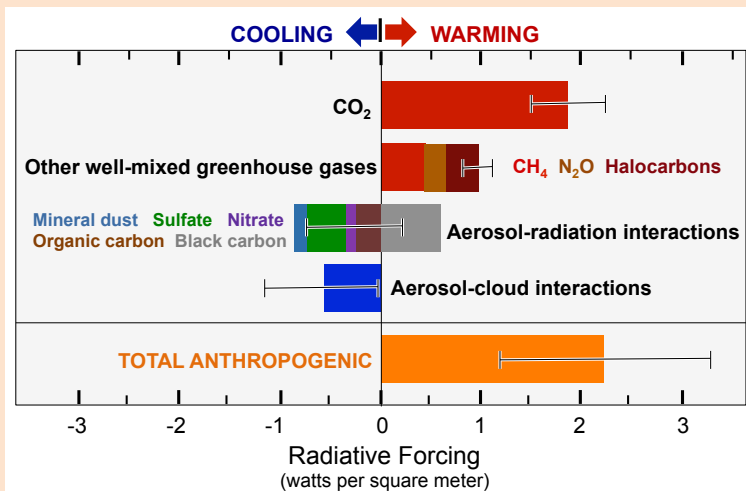 COOLING WARMING
CO₂
Other well-mixed greenhouse gases CH₄ N₂O Halocarbons
Mineral dust Sulfate Nitrate
Organic carbon Black carbon Aerosol-radiation interactions
Aerosol-cloud interactions
TOTAL ANTHROPOGENIC
-3 -2 -1 0 1 2 3
Radiative Forcing
(watts per square meter)